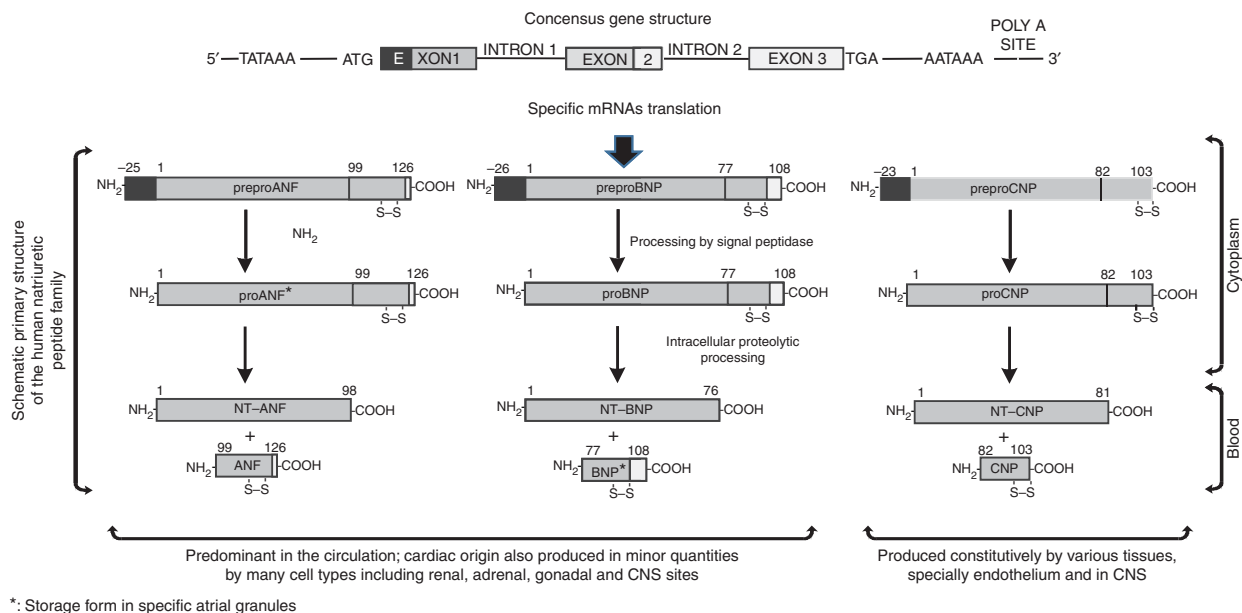 Concensus gene structure
5′ TATAAA ATG EXON1 INTRON 1 EXON 2 INTRON 2 EXON 3 TGA AATAAA POLY A SITE 3′
Specific mRNAs translation
Schematic primary structure
of the human natriuretic
peptide family
–25 1 99 126
NH2 preproANF COOH
S–S
NH2
–26 1 77 108
NH2 preproBNP COOH
S–S
–23 1 82 103
NH2 preproCNP COOH
S–S
Processing by signal peptidase
1 99 126
NH2 proANF* COOH
S–S
1 77 108
NH2 proBNP COOH
S–S
1 82 103
NH2 proCNP COOH
S–S
Intracellular proteolytic
processing
1 98
NH2 NT–ANF COOH
+
99 126
NH2 ANF COOH
S–S
1 76
NH2 NT–BNP COOH
+
77 108
NH2 BNP* COOH
S–S
1 81
NH2 NT–CNP COOH
+
82 103
NH2 CNP COOH
S–S
Cytoplasm
Blood
Predominant in the circulation; cardiac origin also produced in minor quantities
by many cell types including renal, adrenal, gonadal and CNS sites
Produced constitutively by various tissues,
specially endothelium and in CNS
*: Storage form in specific atrial granules